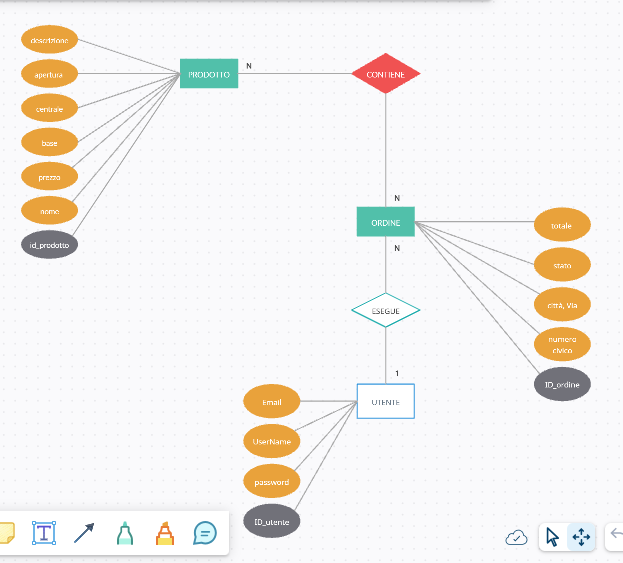 descrizione
apertura
centrale
base
prezzo
nome
id_prodotto
PRODOTTO
N
CONTIENE
N
ORDINE
N
totale
stato
città, Via
numero
civico
ID_ordine
ESEGUE
1
UTENTE
Email
UserName
password
ID_utente
T